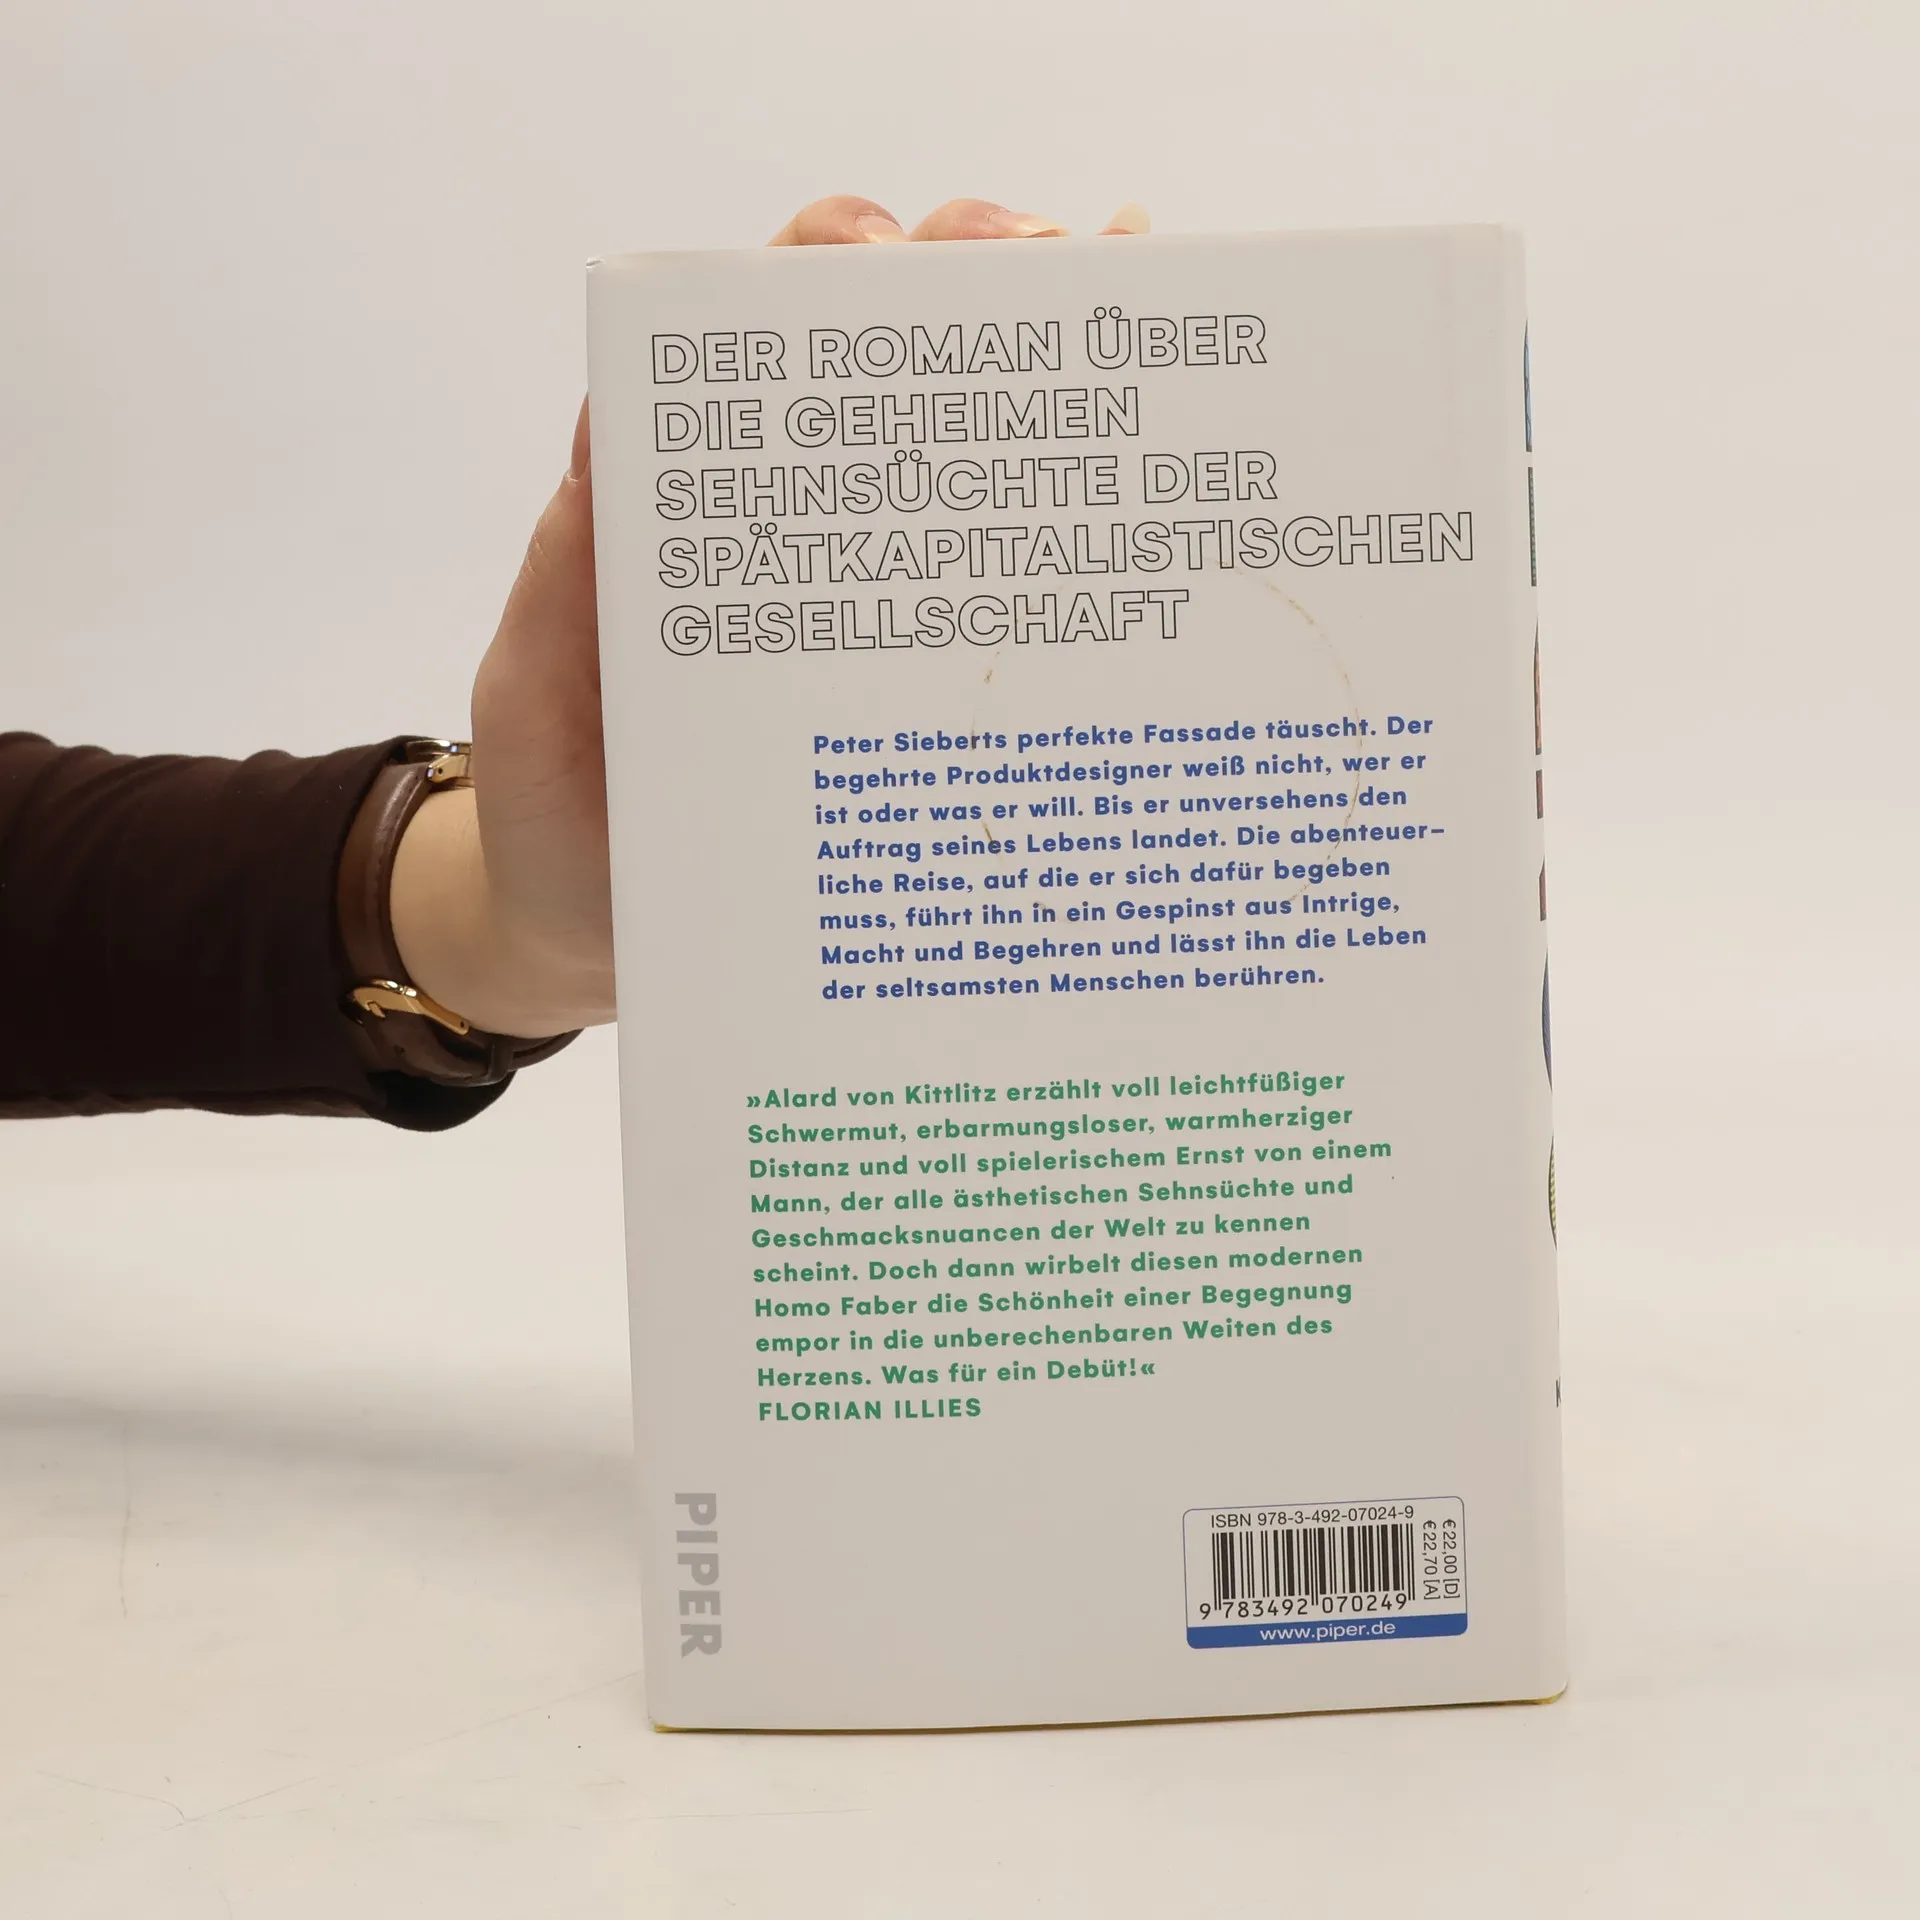 DER ROMAN ÜBER
DIE GEHEIMEN
SEHNSÜCHTE DER
SPÄTKAPITALISTISCHEN
GESELLSCHAFT
Peter Sieberts perfekte Fassade täuscht. Der
begehrte Produktdesigner weiß nicht, wer er
ist oder was er will. Bis er unversehens den
Auftrag seines Lebens landet. Die abenteuer-
liche Reise, auf die er sich dafür begeben
muss, führt ihn in ein Gespinst aus Intrige,
Macht und Begehren und lässt ihn die Leben
der seltsamsten Menschen berühren.
»Alard von Kittlitz erzählt voll leichtfüßiger
Schwermut, erbarmungsloser, warmherziger
Distanz und voll spielerischem Ernst von einem
Mann, der alle ästhetischen Sehnsüchte und
Geschmacksnuancen der Welt zu kennen
scheint. Doch dann wirbelt diesen modernen
Homo Faber die Schönheit einer Begegnung
empor in die unberechenbaren Weiten des
Herzens. Was für ein Debüt!«
FLORIAN ILLIES
PIPER
ISBN 978-3-492-07024-9
€22,00 [D]
€22,70 [A]
9 783492 070249
www.piper.de